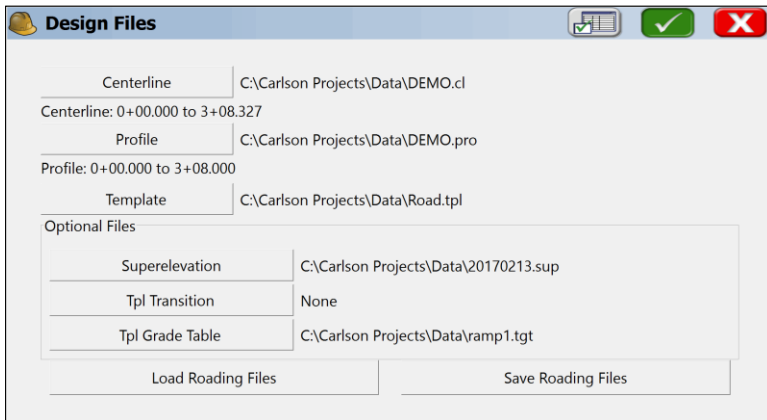 Design Files
Centerline C:\Carlson Projects\Data\DEMO.cl
Centerline: 0+00.000 to 3+08.327
Profile C:\Carlson Projects\Data\DEMO.pro
Profile: 0+00.000 to 3+08.000
Template C:\Carlson Projects\Data\Road.tpl
Optional Files
Superelevation C:\Carlson Projects\Data\20170213.sup
Tpl Transition None
Tpl Grade Table C:\Carlson Projects\Data\ramp1.tgt
Load Roading Files Save Roading Files